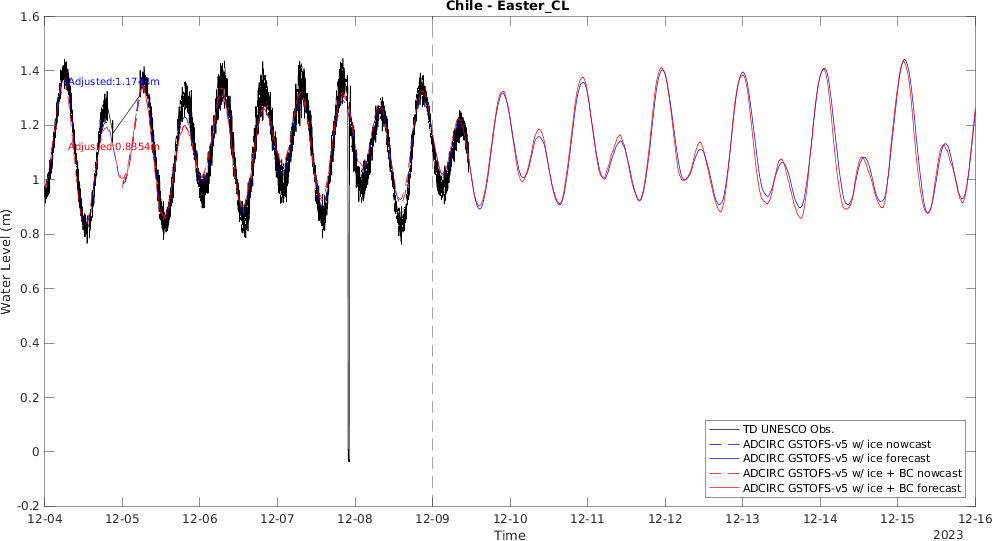 Chile - Easter_CL
1.6
1.4
1.2
1
0.8
0.6
0.4
0.2
0
-0.2
Water Level (m)
Adjusted:1.1743m
Adjusted:0.8354m
TD UNESCO Obs.
ADCIRC GSTOFS-v5 w/ ice nowcast
ADCIRC GSTOFS-v5 w/ ice forecast
ADCIRC GSTOFS-v5 w/ ice + BC nowcast
ADCIRC GSTOFS-v5 w/ ice + BC forecast
12-04 12-05 12-06 12-07 12-08 12-09 12-10 12-11 12-12 12-13 12-14 12-15 12-16
Time
2023